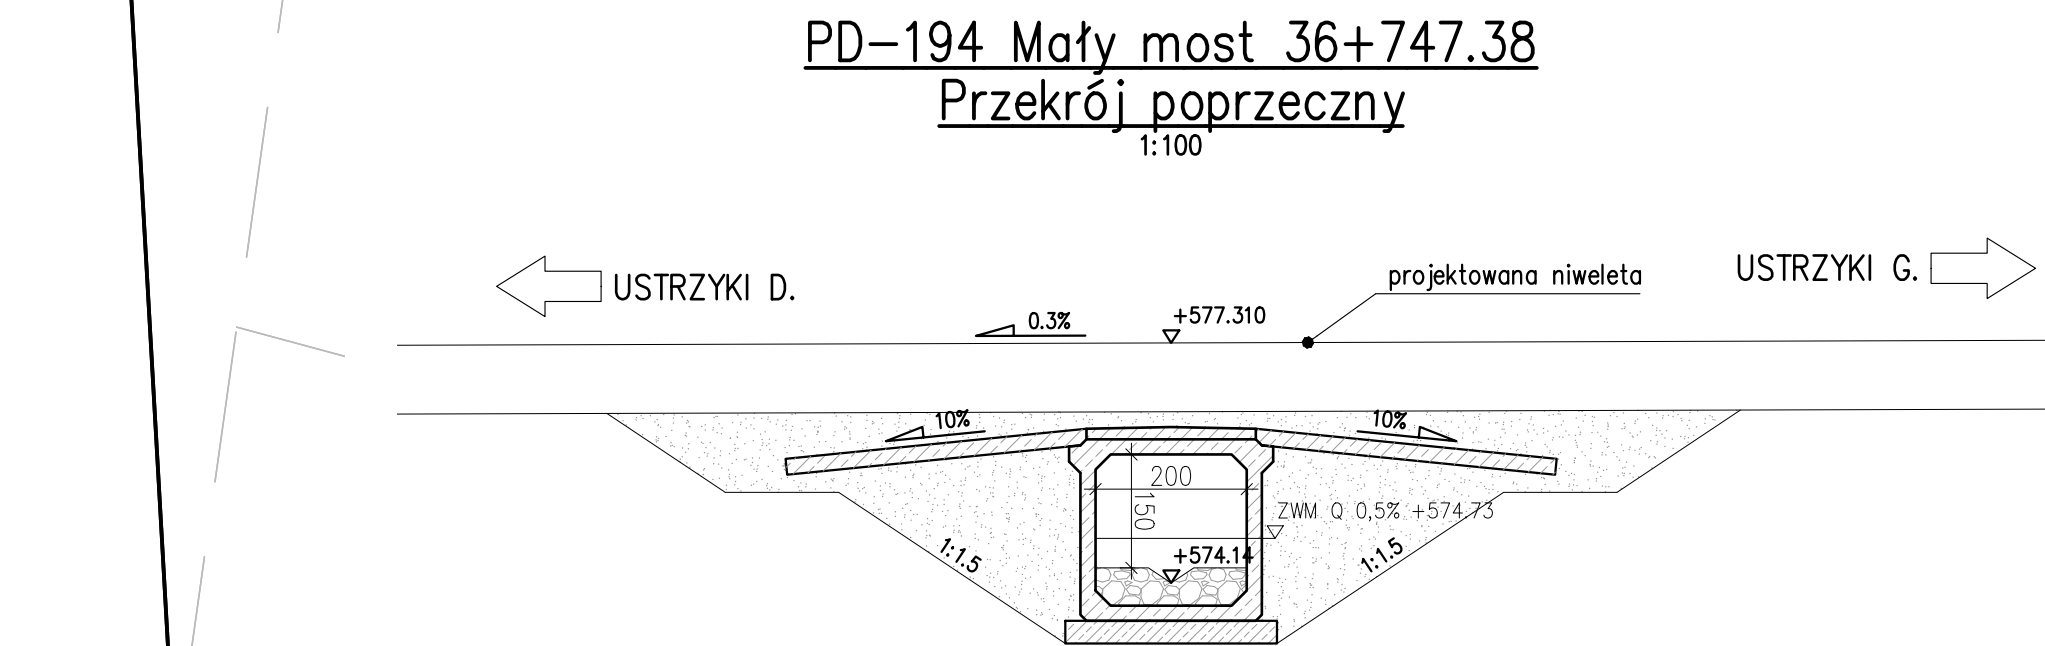 PD-194 Mały most 36+747.38
Przekrój poprzeczny
1:100
USTRZYKI D.
USTRZYKI G.
projektowana niweleta
0.3%
+577.310
10%
10%
200
150
ZWM Q 0,5% +574.73
+574.14
1:1.5
1:1.5